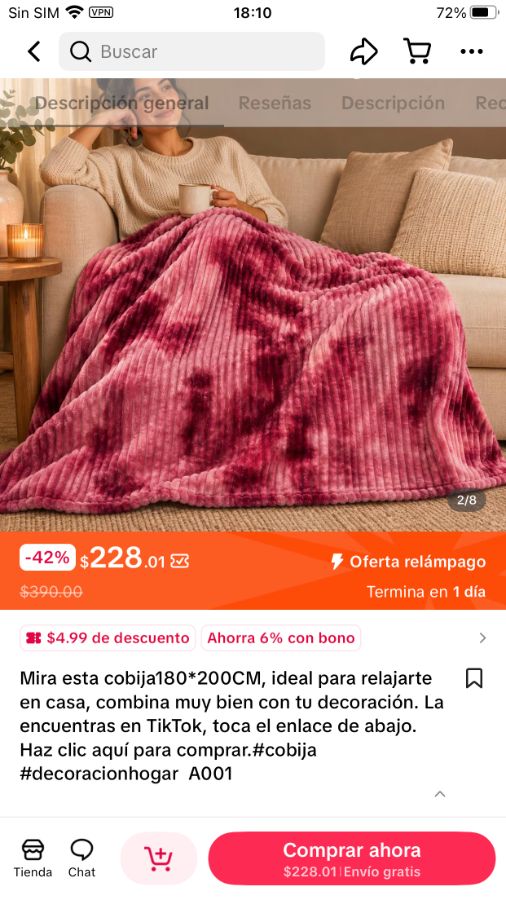 Sin SIM VPN 18:10 72%
Buscar
Descripción general Reseñas Descripción Rec
2/8
-42% $228.01 Oferta relámpago
$390.00 Termina en 1 día
$4.99 de descuento Ahorra 6% con bono
Mira esta cobija180*200CM, ideal para relajarte
en casa, combina muy bien con tu decoración. La
encuentras en TikTok, toca el enlace de abajo.
Haz clic aquí para comprar.#cobija
#decoracionhogar A001
Comprar ahora
Tienda Chat $228.01 | Envío gratis